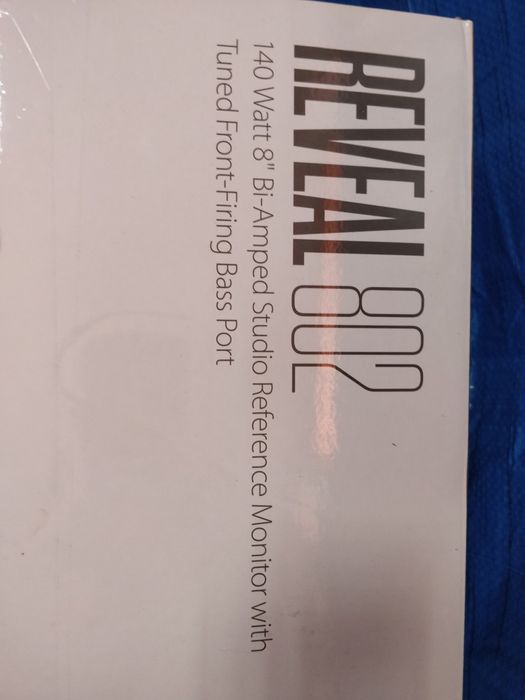 REVEAL 802
140 Watt 8" Bi-Amped Studio Reference Monitor with
Tuned Front-Firing Bass Port